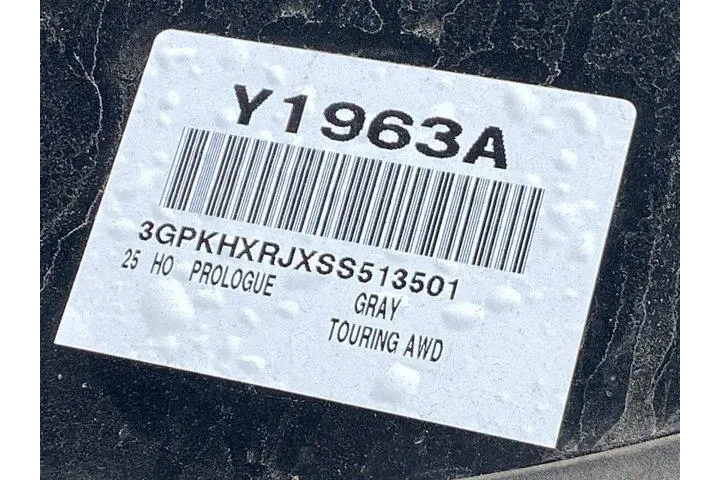 Y1963A
3GPKHXRJXSS513501
25 HO PROLOGUE GRAY
TOURING AWD